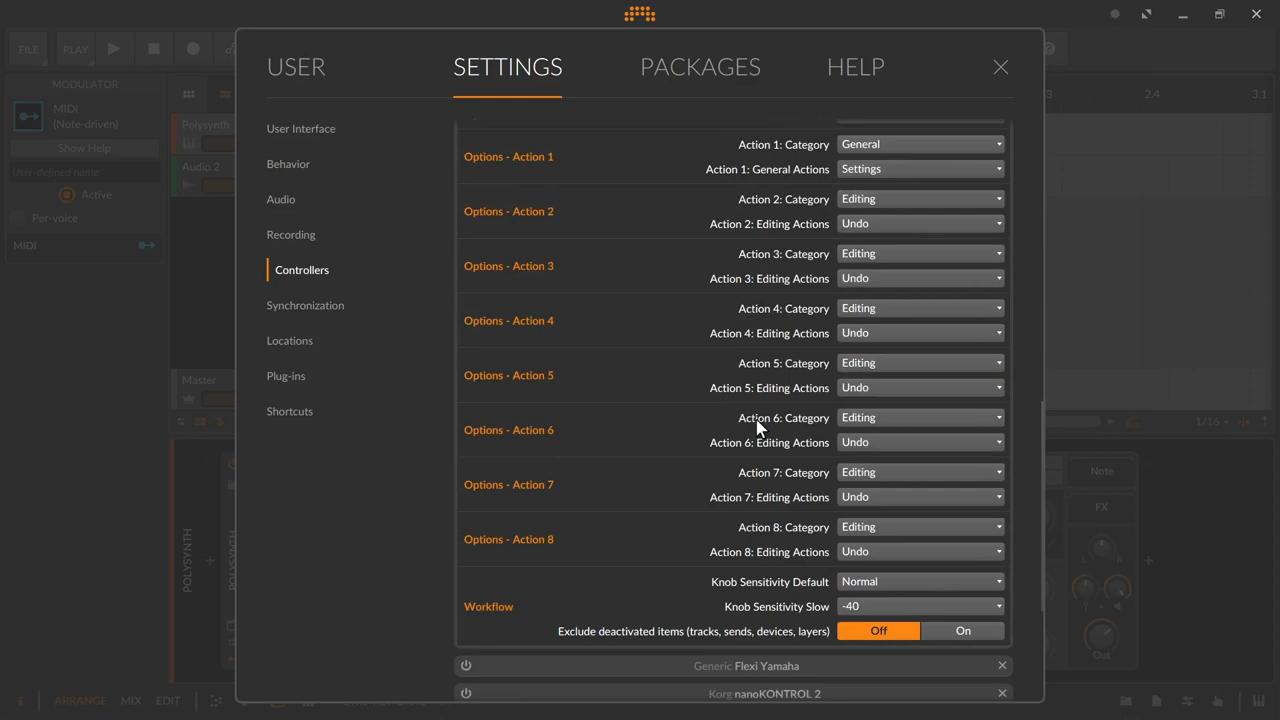 FILE
PLAY
USER
SETTINGS
PACKAGES
HELP
MODULATOR
MIDI
(Note-driven)
Show Help
User-defined name
Active
Per-voice
MIDI
Polysynth
Audio 2
Master
3
2.4
3.1
User Interface
Behavior
Audio
Recording
Controllers
Synchronization
Locations
Plug-ins
Shortcuts
Options - Action 1
Action 1: Category
General
Action 1: General Actions
Settings
Options - Action 2
Action 2: Category
Editing
Action 2: Editing Actions
Undo
Options - Action 3
Action 3: Category
Editing
Action 3: Editing Actions
Undo
Options - Action 4
Action 4: Category
Editing
Action 4: Editing Actions
Undo
Options - Action 5
Action 5: Category
Editing
Action 5: Editing Actions
Undo
Options - Action 6
Action 6: Category
Editing
Action 6: Editing Actions
Undo
Options - Action 7
Action 7: Category
Editing
Action 7: Editing Actions
Undo
Options - Action 8
Action 8: Category
Editing
Action 8: Editing Actions
Undo
Workflow
Knob Sensitivity Default
Normal
Knob Sensitivity Slow
-40
Exclude deactivated items (tracks, sends, devices, layers)
Off
On
Generic Flexi Yamaha
Korg nanoKONTROL 2
1/16
POLYSYNTH
POLYSYNTH
Note
FX
L
R
Out
ARRANGE
MIX
EDIT